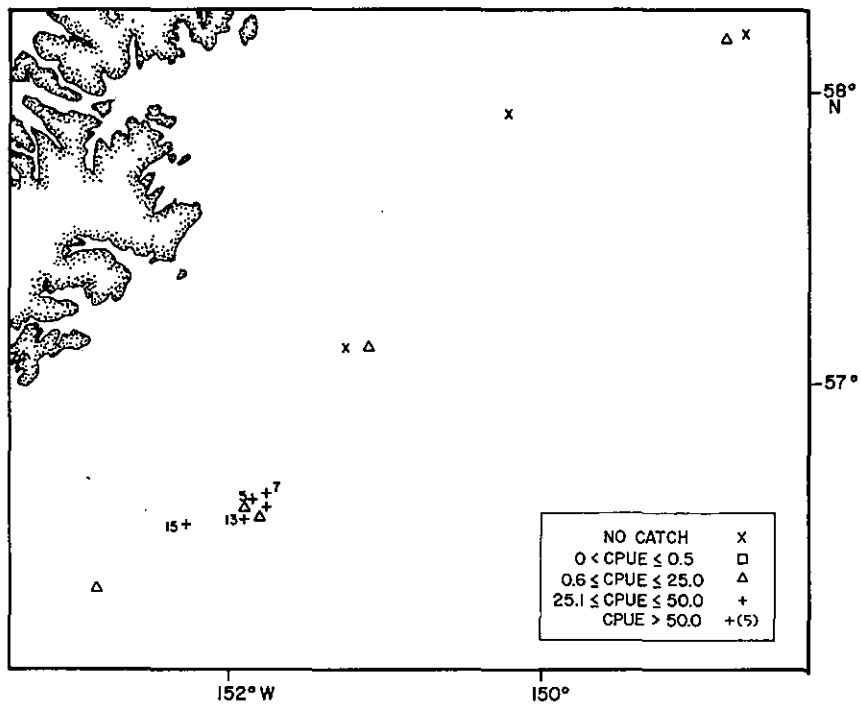 58°
N
57°
5
7
15
13
NO CATCH X
0 < CPUE ≤ 0.5 □
0.6 ≤ CPUE ≤ 25.0 △
25.1 ≤ CPUE ≤ 50.0 +
CPUE > 50.0 +(5)
152° W
150°